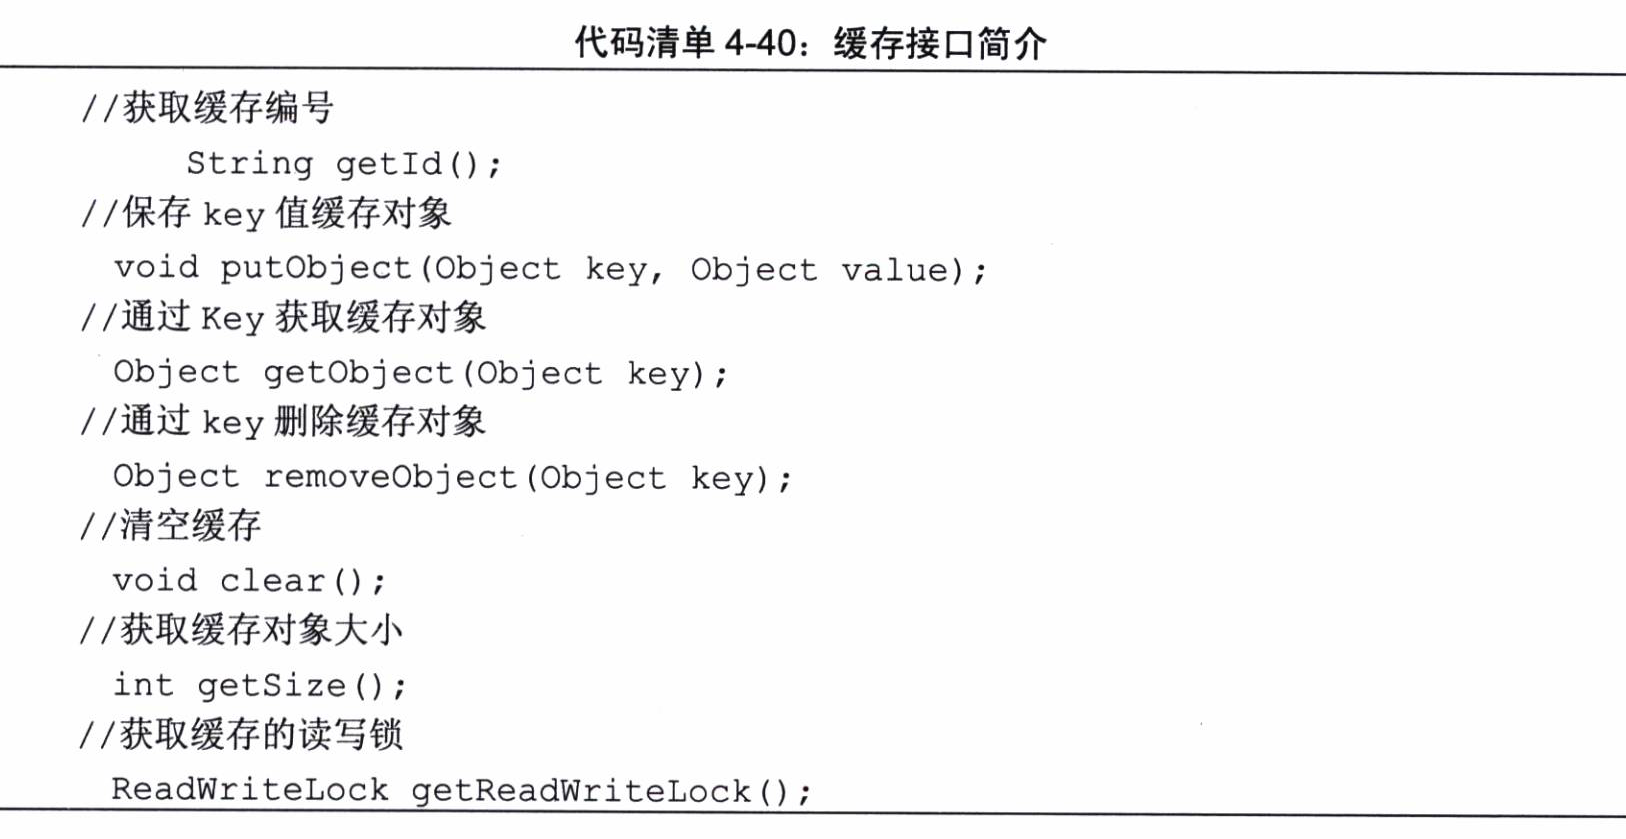 代码清单 4-40：缓存接口简介
//获取缓存编号
String getId();
//保存 key 值缓存对象
void putObject(Object key, Object value);
//通过 Key 获取缓存对象
Object getObject(Object key);
//通过 key 删除缓存对象
Object removeObject(Object key);
//清空缓存
void clear();
//获取缓存对象大小
int getSize();
//获取缓存的读写锁
ReadWriteLock getReadWriteLock();